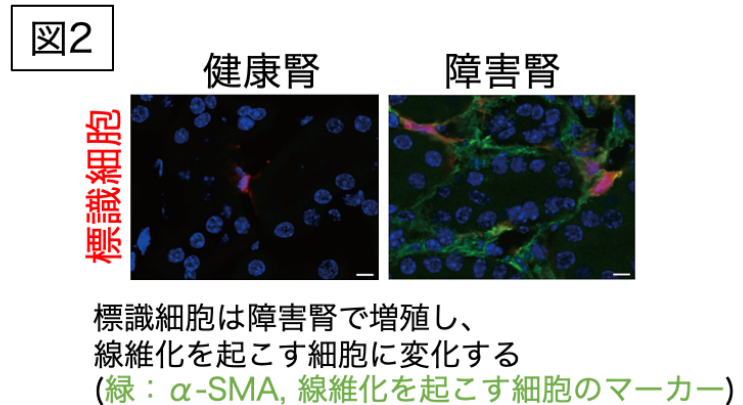 図2
健康腎
障害腎
標識細胞
標識細胞は障害腎で増殖し、
線維化を起こす細胞に変化する
(緑：α-SMA, 線維化を起こす細胞のマーカー)